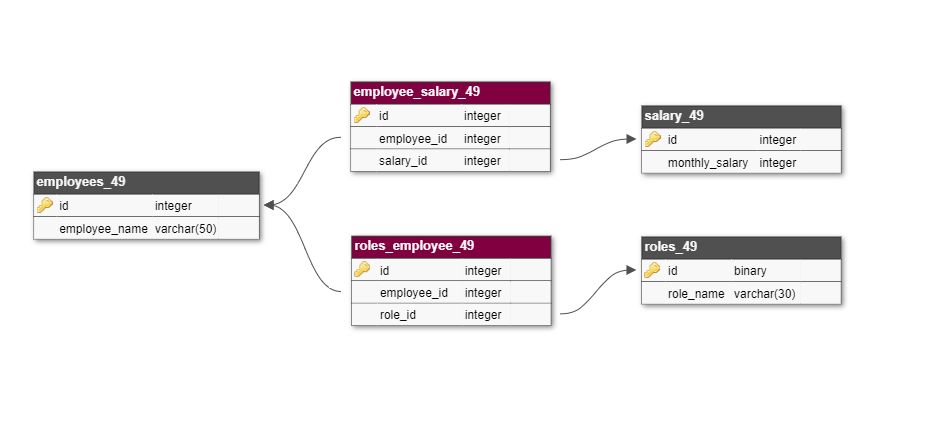 employees_49
id integer
employee_name varchar(50)
employee_salary_49
id integer
employee_id integer
salary_id integer
roles_employee_49
id integer
employee_id integer
role_id integer
salary_49
id integer
monthly_salary integer
roles_49
id binary
role_name varchar(30)